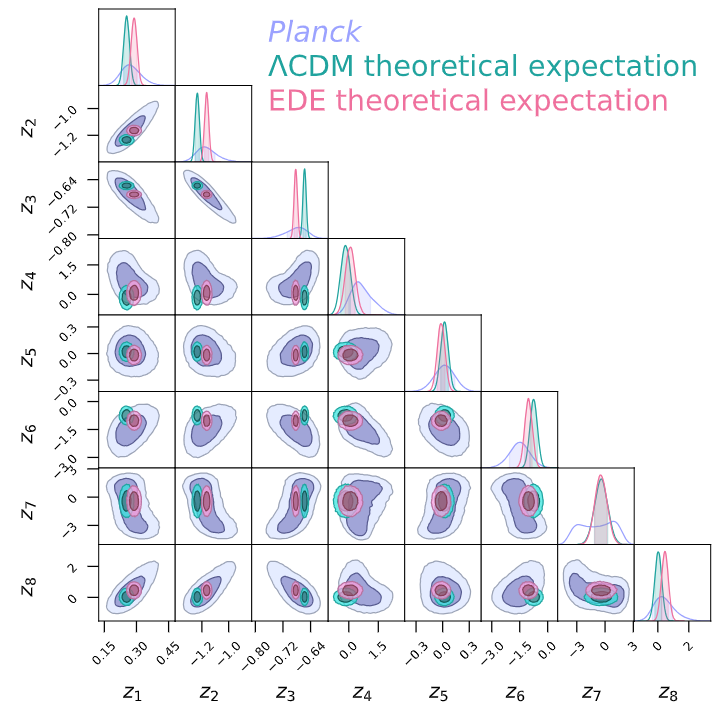 Planck
ΛCDM theoretical expectation
EDE theoretical expectation
z2
−1.0
−1.2
z3
−0.64
−0.72
−0.80
z4
1.5
0.0
z5
0.3
0.0
−0.3
z6
0.0
−1.5
−3.0
z7
3
0
−3
z8
2
0
0.15 0.30 0.45 −1.2 −1.0 −0.80 −0.72 −0.64 0.0 1.5 −0.3 0.0 0.3 −3.0 −1.5 0.0 −3 0 3 0 2
z1 z2 z3 z4 z5 z6 z7 z8